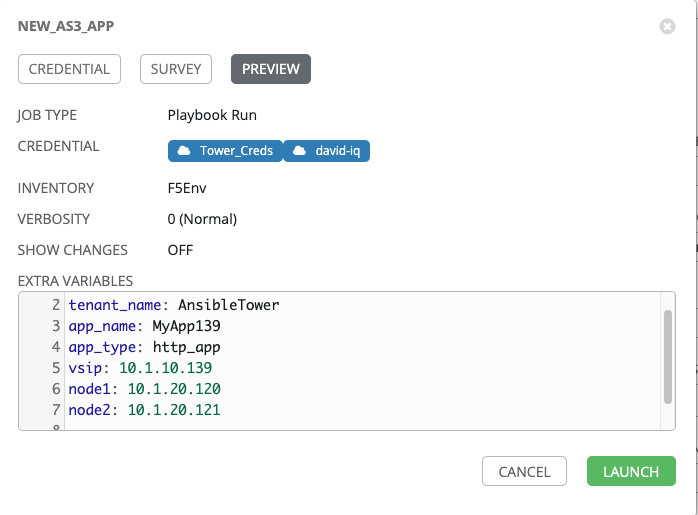 NEW_AS3_APP
CREDENTIAL SURVEY PREVIEW
JOB TYPE Playbook Run
CREDENTIAL Tower_Creds david-iq
INVENTORY F5Env
VERBOSITY 0 (Normal)
SHOW CHANGES OFF
EXTRA VARIABLES
2 tenant_name: AnsibleTower
3 app_name: MyApp139
4 app_type: http_app
5 vsip: 10.1.10.139
6 node1: 10.1.20.120
7 node2: 10.1.20.121
8
CANCEL LAUNCH